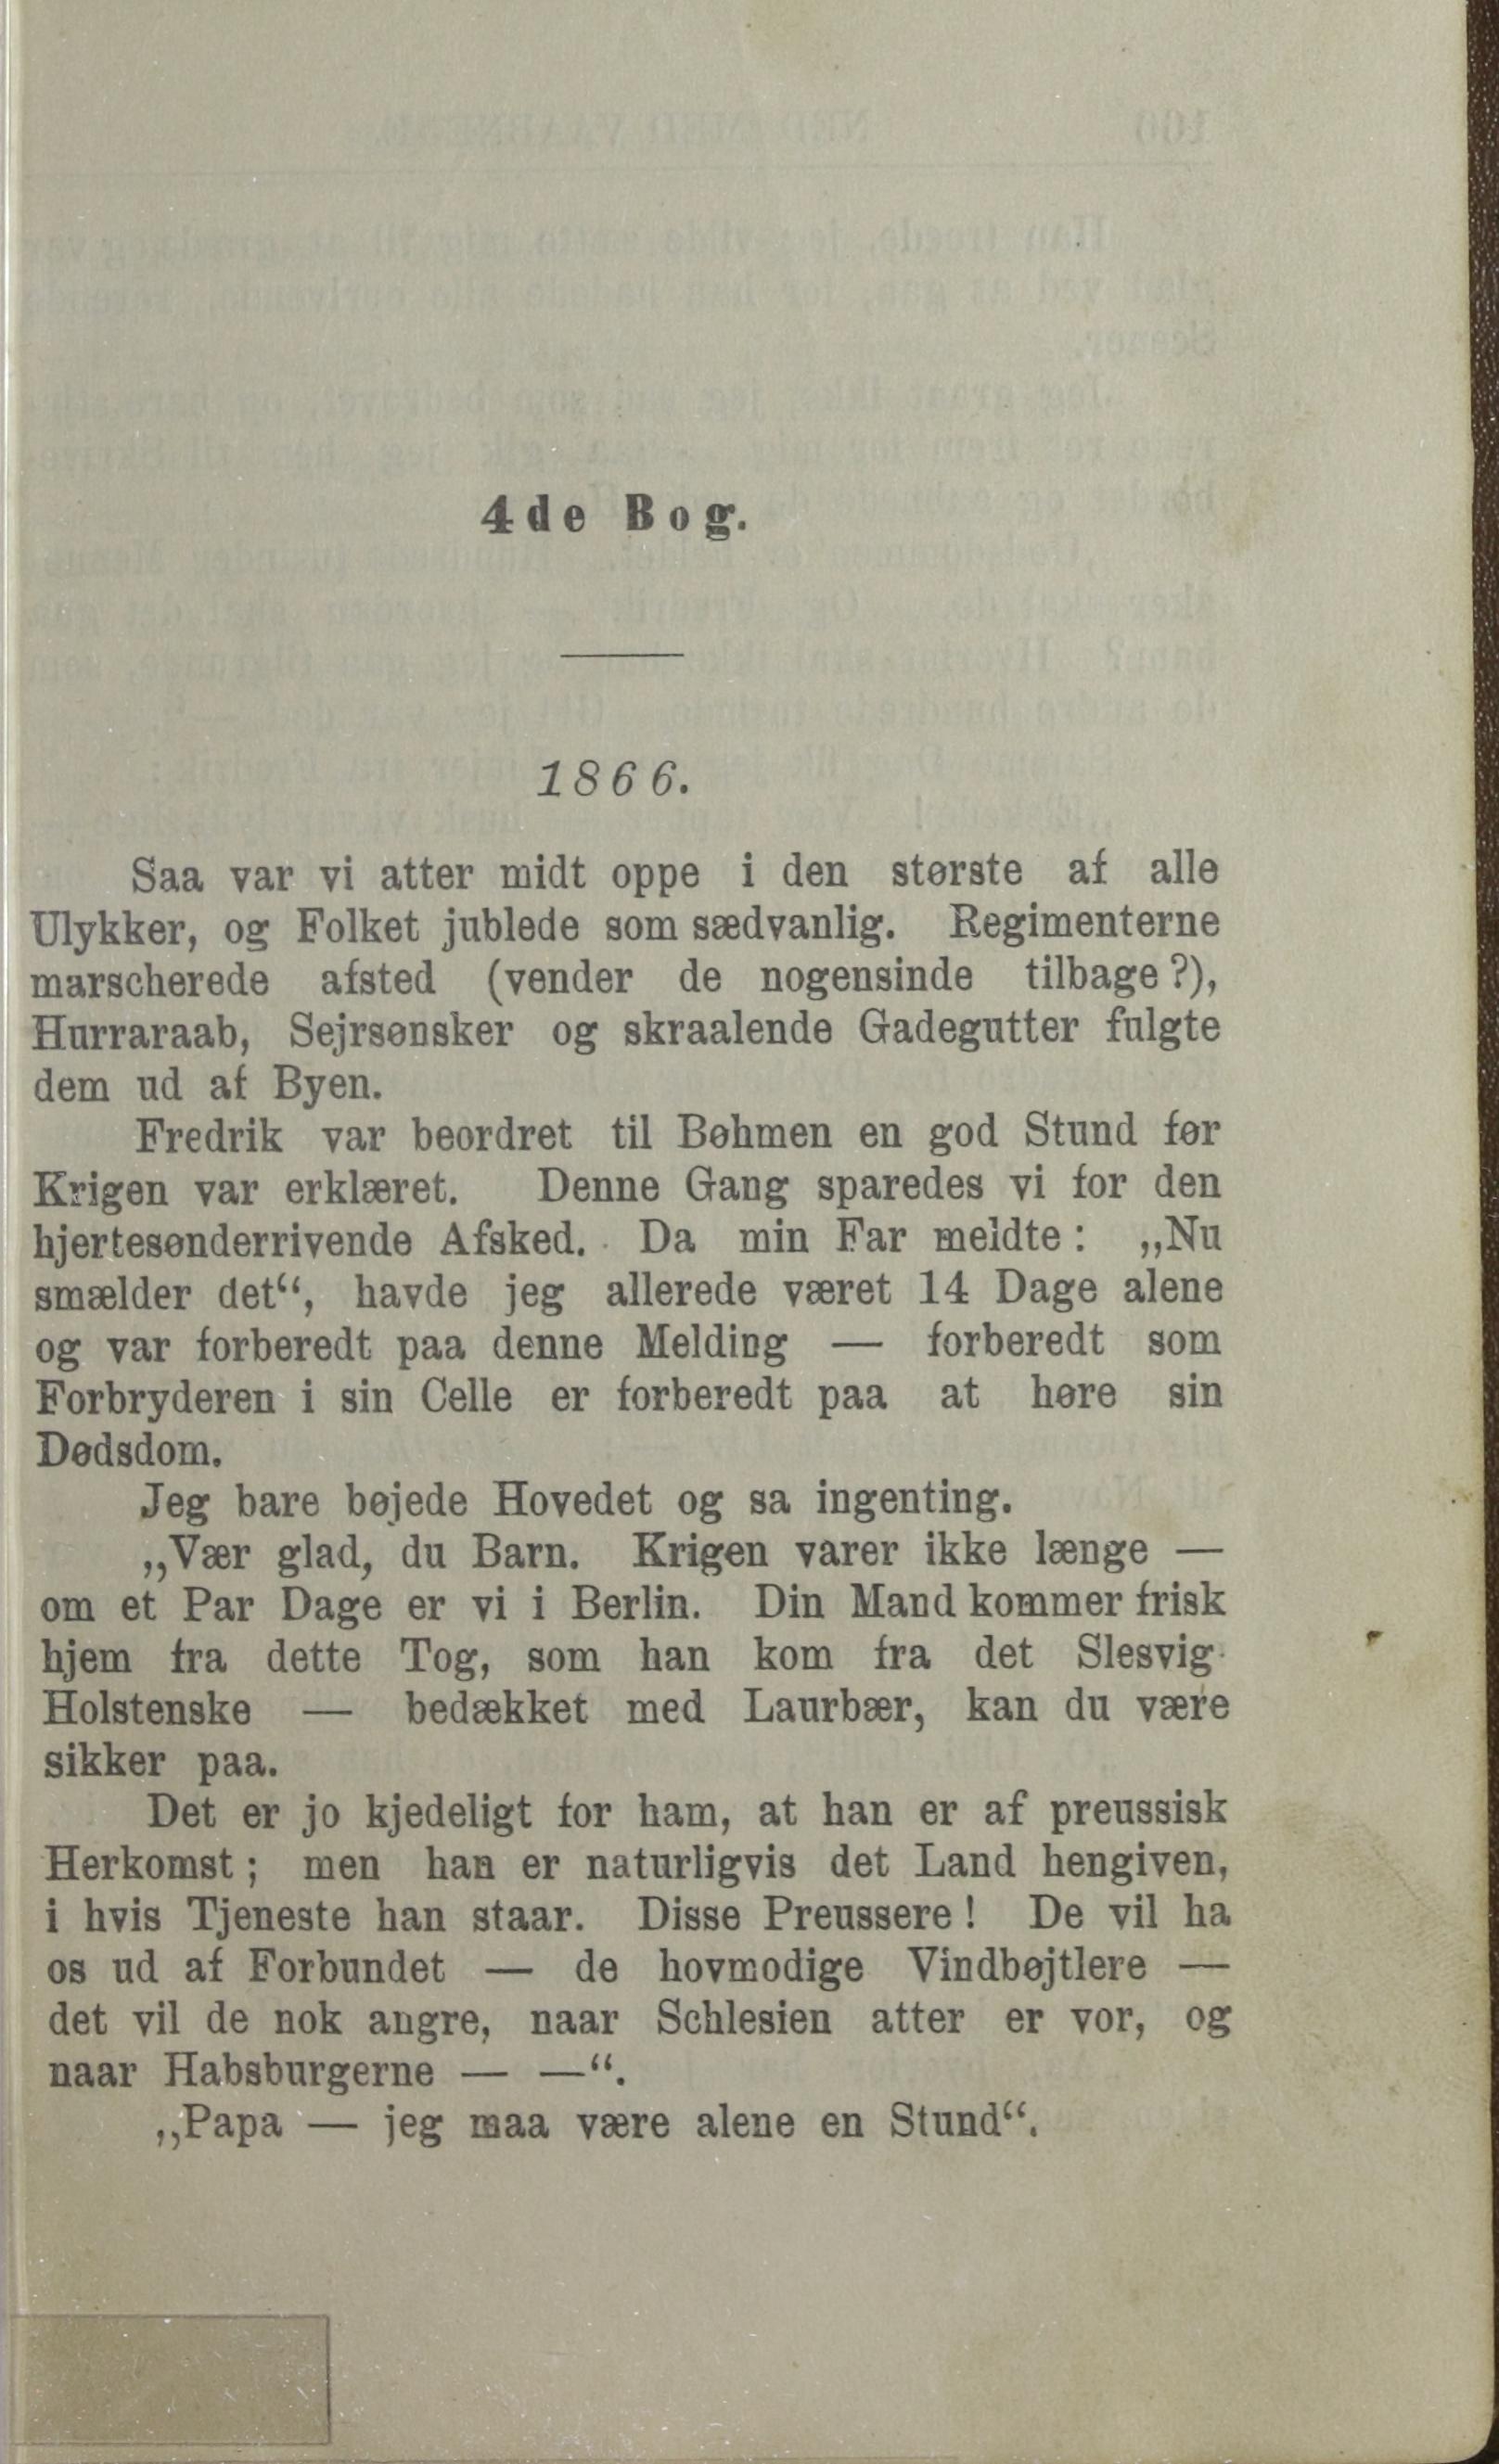 4de Bog.
1866.
Saa var vi atter midt oppe i den største af alle
Ulykker, og Folket jublede som sædvanlig. Regimenterne
marscherede afsted (vender de nogensinde tilbage?),
Hurraraab, Sejrsønsker og skraalende Gadegutter fulgte
dem ud af Byen.
Fredrik var beordret til Bøhmen en god Stund før
Krigen var erklæret. Denne Gang sparedes vi for den
hjertesønderrivende Afsked. Da min Far meldte: „Nu
smælder det“, havde jeg allerede været 14 Dage alene
og var forberedt paa denne Melding — forberedt som
Forbryderen i sin Celle er forberedt paa at høre sin
Dødsdom.
Jeg bare bøjede Hovedet og sa ingenting.
„Vær glad, du Barn. Krigen varer ikke længe —
om et Par Dage er vi i Berlin. Din Mand kommer frisk
hjem fra dette Tog, som han kom fra det Slesvig-
Holstenske — bedækket med Laurbær, kan du være
sikker paa.
Det er jo kjedeligt for ham, at han er af preussisk
Herkomst; men han er naturligvis det Land hengiven,
i hvis Tjeneste han staar. Disse Preussere! De vil ha
os ud af Forbundet — de hovmodige Vindbøjtlere —
det vil de nok angre, naar Schlesien atter er vor, og
naar Habsburgerne — —“.
„Papa — jeg maa være alene en Stund“.